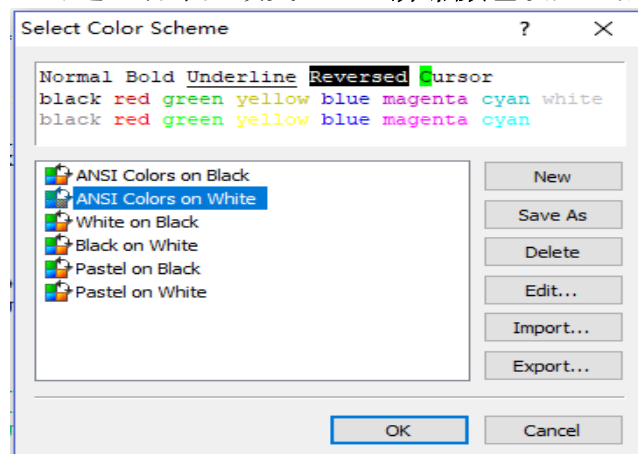 Select Color Scheme ?
Normal Bold Underline Reversed Cursor
black red green yellow blue magenta cyan white
black red green yellow blue magenta cyan
ANSI Colors on Black
ANSI Colors on White
White on Black
Black on White
Pastel on Black
Pastel on White
New
Save As
Delete
Edit...
Import...
Export...
OK
Cancel